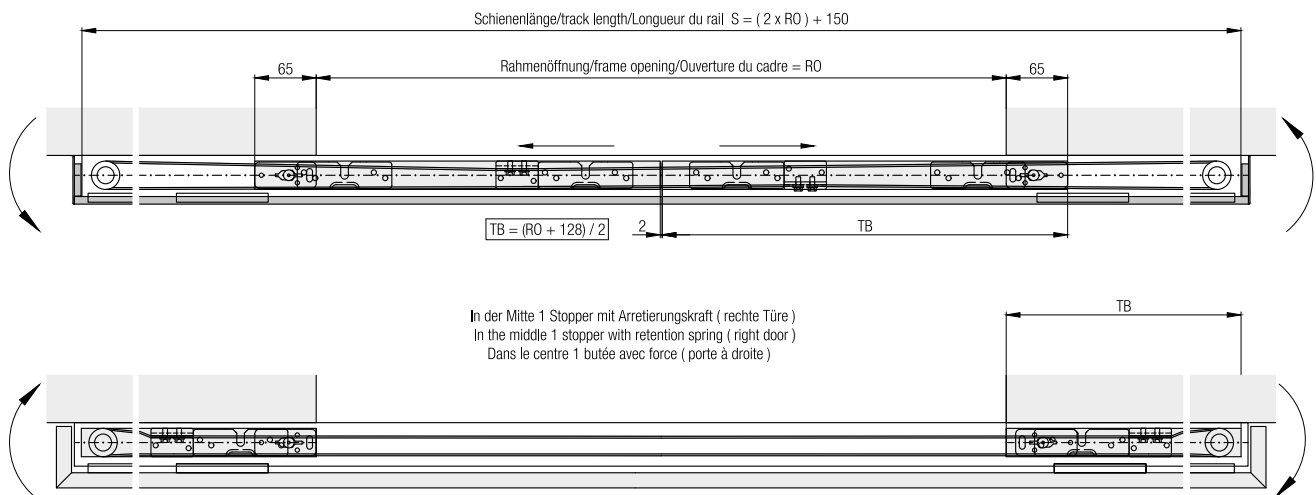 Schienenlänge/track length/Longueur du rail S = ( 2 x RO ) + 150
65
Rahmenöffnung/frame opening/Ouverture du cadre = RO
65
TB = (RO + 128) / 2
2
TB
In der Mitte 1 Stopper mit Arretierungskraft ( rechte Türe )
In the middle 1 stopper with retention spring ( right door )
Dans le centre 1 butée avec force ( porte à droite )
TB